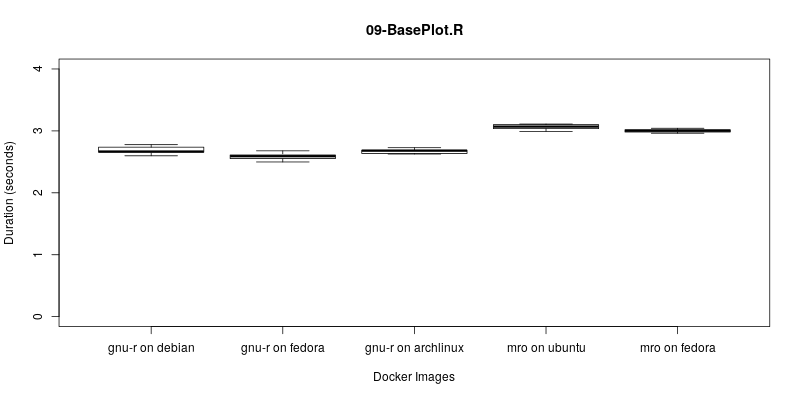 09-BasePlot.R
Duration (seconds)
4
3
2
1
0
gnu-r on debian gnu-r on fedora gnu-r on archlinux mro on ubuntu mro on fedora
Docker Images